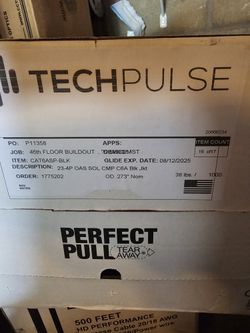 TECHPULSE
PO: P11358 APPS: ITEM COUNT
JOB: 46th FLOOR BUILDOUT
ITEM: CAT6ASP-BLK GLIDE EXP DATE 08/12/2025
DESCRIPTION: 23-4P OAS SOL CMP C6A Blk Jkt
ORDER: 1775202 OD .273" Nom 38 lbs. / 1000
PERFECT
PULL TEAR
AWAY
500 FEET
HD PERFORMANCE